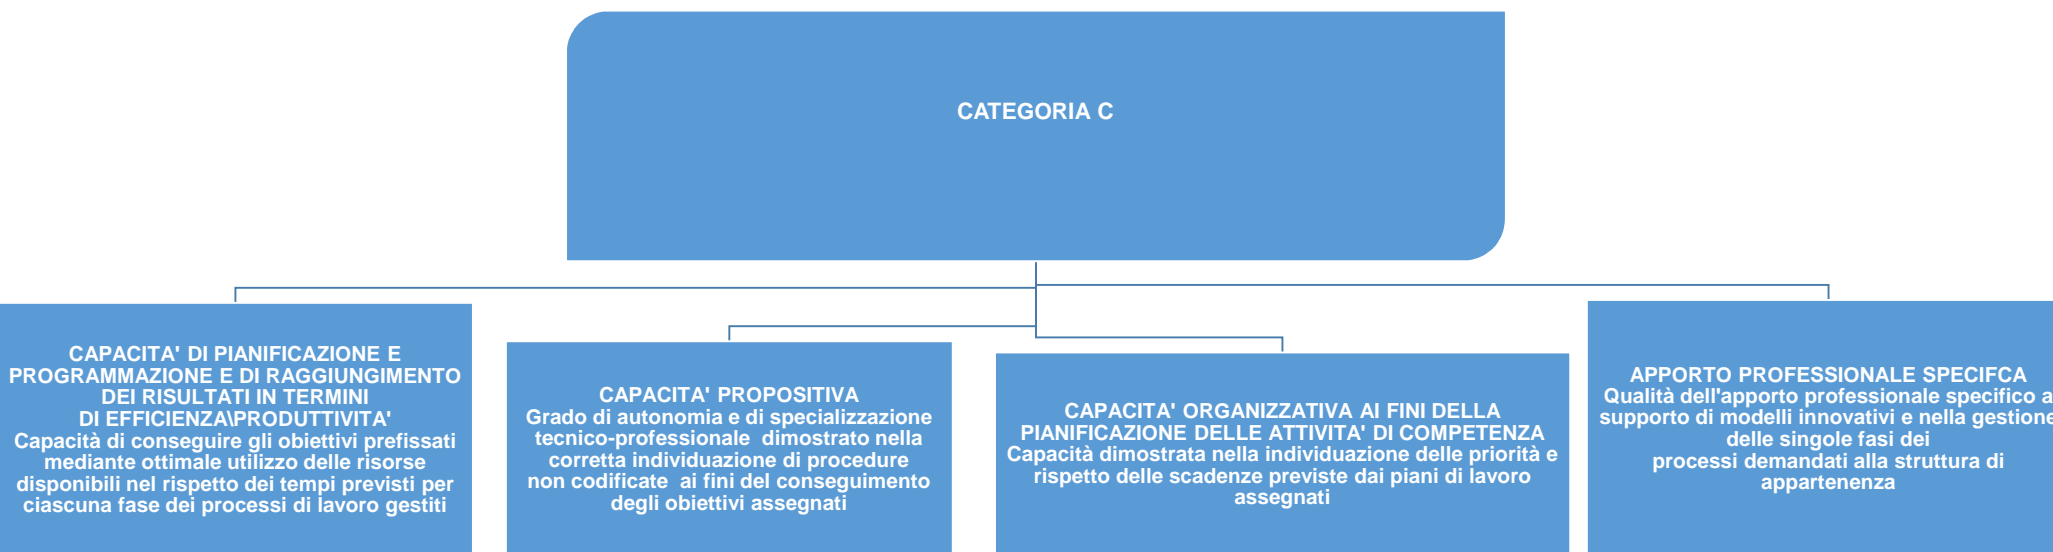 CATEGORIA C
CAPACITA' DI PIANIFICAZIONE E
PROGRAMMAZIONE E DI RAGGIUNGIMENTO
DEI RISULTATI IN TERMINI
DI EFFICIENZA\PRODUTTIVITA'
Capacità di conseguire gli obiettivi prefissati
mediante ottimale utilizzo delle risorse
disponibili nel rispetto dei tempi previsti per
ciascuna fase dei processi di lavoro gestiti
CAPACITA' PROPOSITIVA
Grado di autonomia e di specializzazione
tecnico-professionale dimostrato nella
corretta individuazione di procedure
non codificate ai fini del conseguimento
degli obiettivi assegnati
CAPACITA' ORGANIZZATIVA AI FINI DELLA
PIANIFICAZIONE DELLE ATTIVITA' DI COMPETENZA
Capacità dimostrata nella individuazione delle priorità e
rispetto delle scadenze previste dai piani di lavoro
assegnati
APPORTO PROFESSIONALE SPECIFCA
Qualità dell'apporto professionale specifico a
supporto di modelli innovativi e nella gestione
delle singole fasi dei
processi demandati alla struttura di
appartenenza